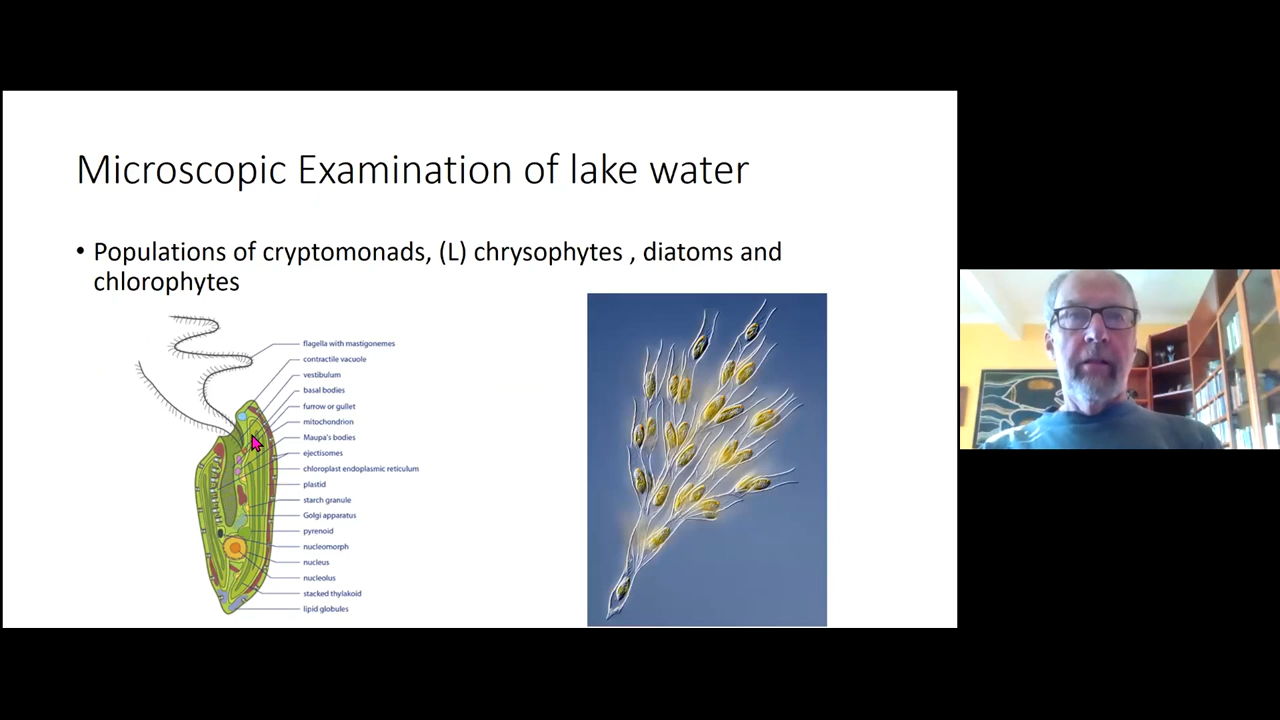 Microscopic Examination of lake water
• Populations of cryptomonads, (L) chrysophytes , diatoms and
chlorophytes
flagella with mastigonemes
contractile vacuole
vestibulum
basal bodies
furrow or gullet
mitochondrion
Maupa's bodies
ejectisomes
chloroplast endoplasmic reticulum
plastid
starch granule
Golgi apparatus
pyrenoid
nucleomorph
nucleus
nucleolus
stacked thylakoid
lipid globules